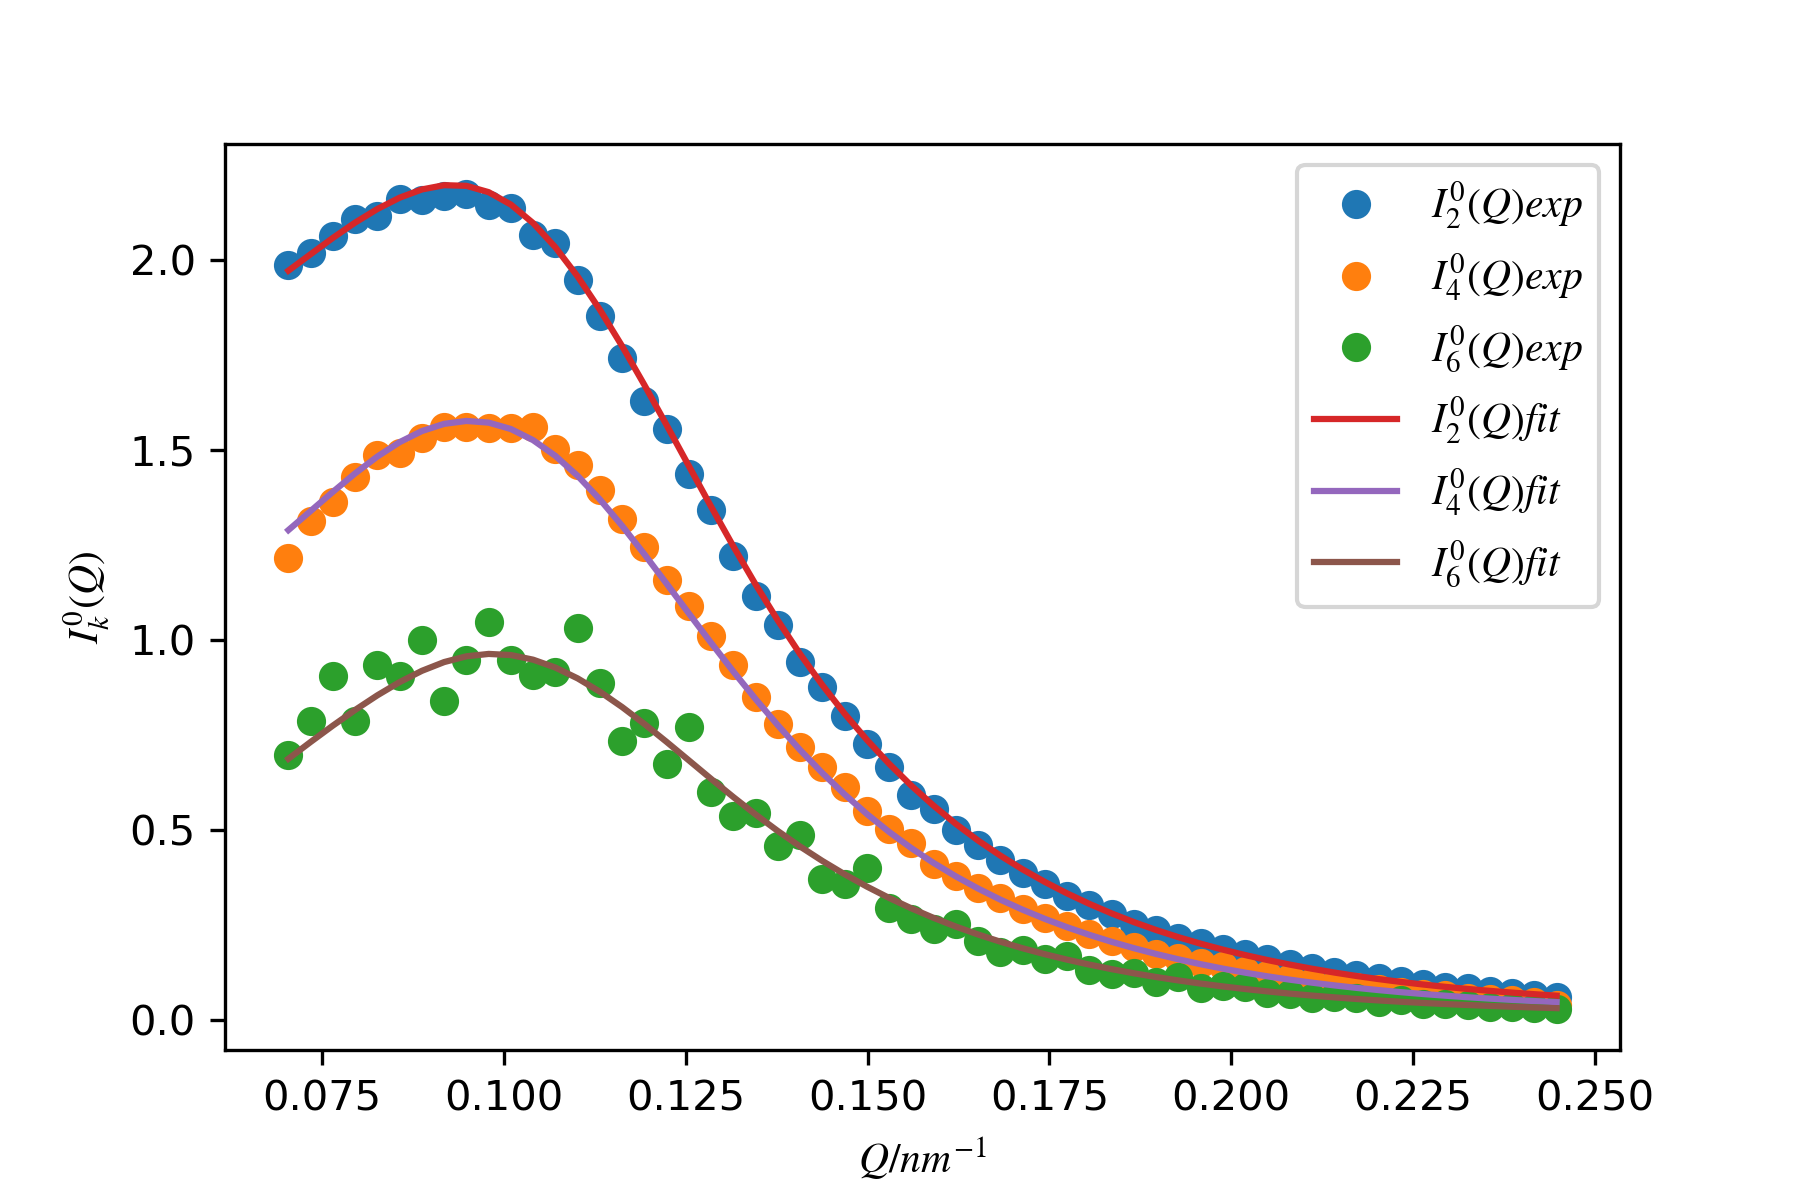 I_2^0(Q)exp
I_4^0(Q)exp
I_6^0(Q)exp
I_2^0(Q)fit
I_4^0(Q)fit
I_6^0(Q)fit
2.0
1.5
1.0
0.5
0.0
I_k^0(Q)
0.075 0.100 0.125 0.150 0.175 0.200 0.225 0.250
Q/nm^{-1}